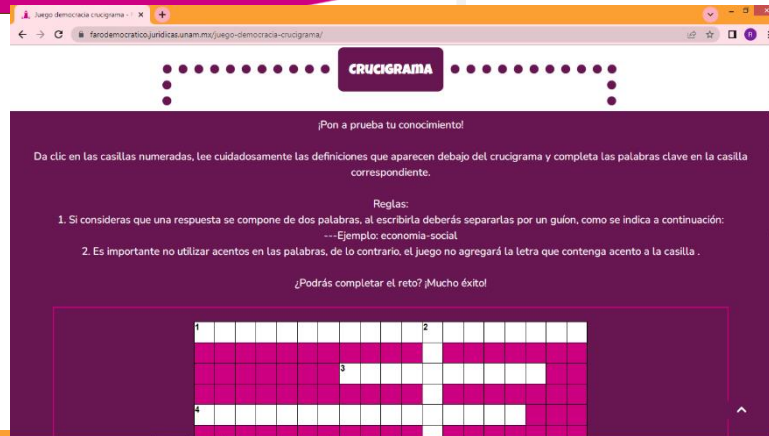 Juego democracia crucigrama -
farodemocratico.juridicas.unam.mx/juego-democracia-crucigrama/
CRUCIGRAMA
¡Pon a prueba tu conocimiento!
Da clic en las casillas numeradas, lee cuidadosamente las definiciones que aparecen debajo del crucigrama y completa las palabras clave en la casilla
correspondiente.
Reglas:
1. Si consideras que una respuesta se compone de dos palabras, al escribirla deberás separarlas por un guión, como se indica a continuación:
---Ejemplo: economia-social
2. Es importante no utilizar acentos en las palabras, de lo contrario, el juego no agregará la letra que contenga acento a la casilla .
¿Podrás completar el reto? ¡Mucho éxito!
1 2
3
4